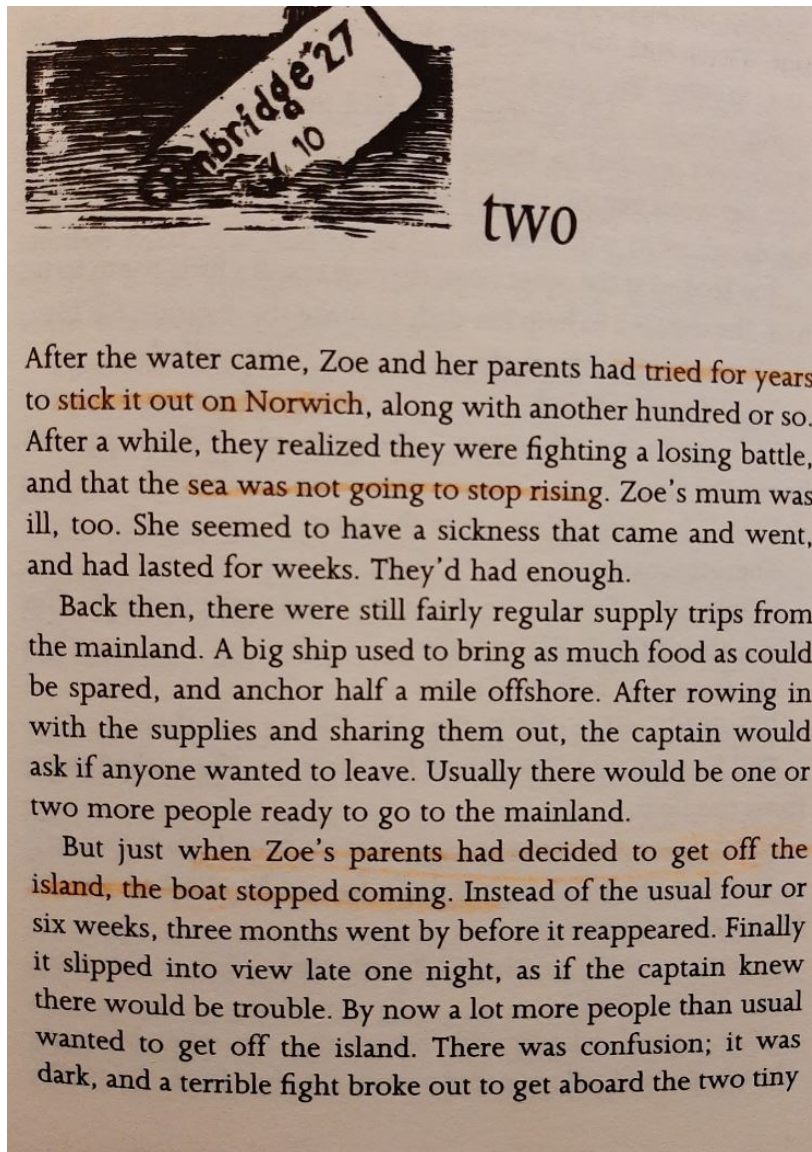 '27
10
two
After the water came, Zoe and her parents had tried for years
to stick it out on Norwich, along with another hundred or so.
After a while, they realized they were fighting a losing battle,
and that the sea was not going to stop rising. Zoe's mum was
ill, too. She seemed to have a sickness that came and went,
and had lasted for weeks. They'd had enough.
Back then, there were still fairly regular supply trips from
the mainland. A big ship used to bring as much food as could
be spared, and anchor half a mile offshore. After rowing in
with the supplies and sharing them out, the captain would
ask if anyone wanted to leave. Usually there would be one or
two more people ready to go to the mainland.
But just when Zoe's parents had decided to get off the
island, the boat stopped coming. Instead of the usual four or
six weeks, three months went by before it reappeared. Finally
it slipped into view late one night, as if the captain knew
there would be trouble. By now a lot more people than usual
wanted to get off the island. There was confusion; it was
dark, and a terrible fight broke out to get aboard the two tiny